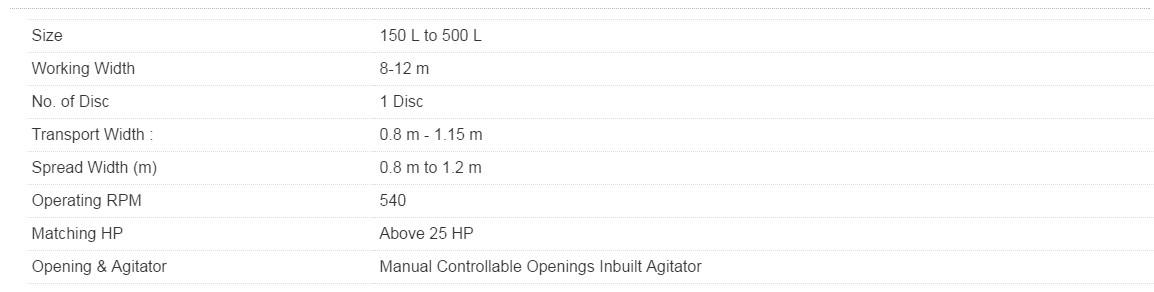 Size 150 L to 500 L
Working Width 8-12 m
No. of Disc 1 Disc
Transport Width : 0.8 m - 1.15 m
Spread Width (m) 0.8 m to 1.2 m
Operating RPM 540
Matching HP Above 25 HP
Opening & Agitator Manual Controllable Openings Inbuilt Agitator